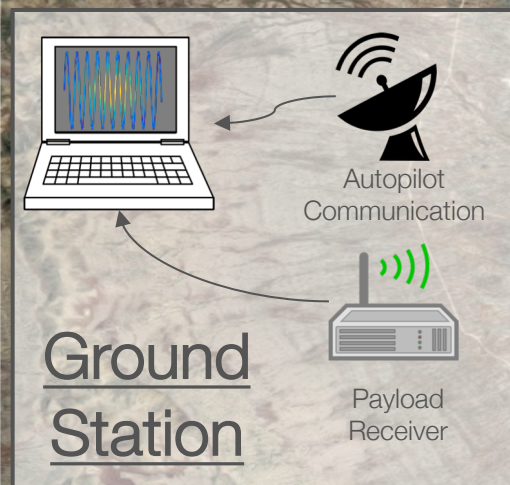 Autopilot
Communication
Ground
Station
Payload
Receiver